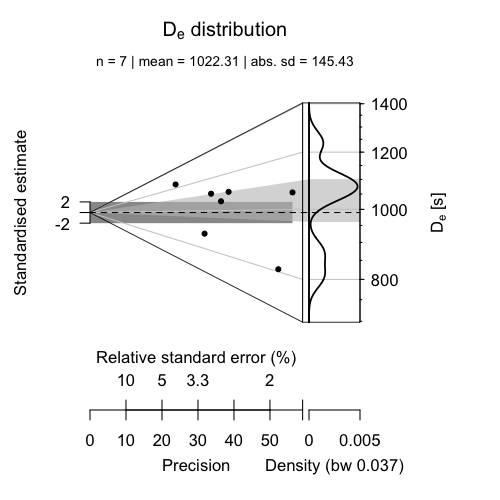 De distribution
n = 7 | mean = 1022.31 | abs. sd = 145.43
Standardised estimate
2
-2
1400
1200
1000
800
De [s]
Relative standard error (%)
10 5 3.3 2
0 10 20 30 40 50 0 0.005
Precision Density (bw 0.037)